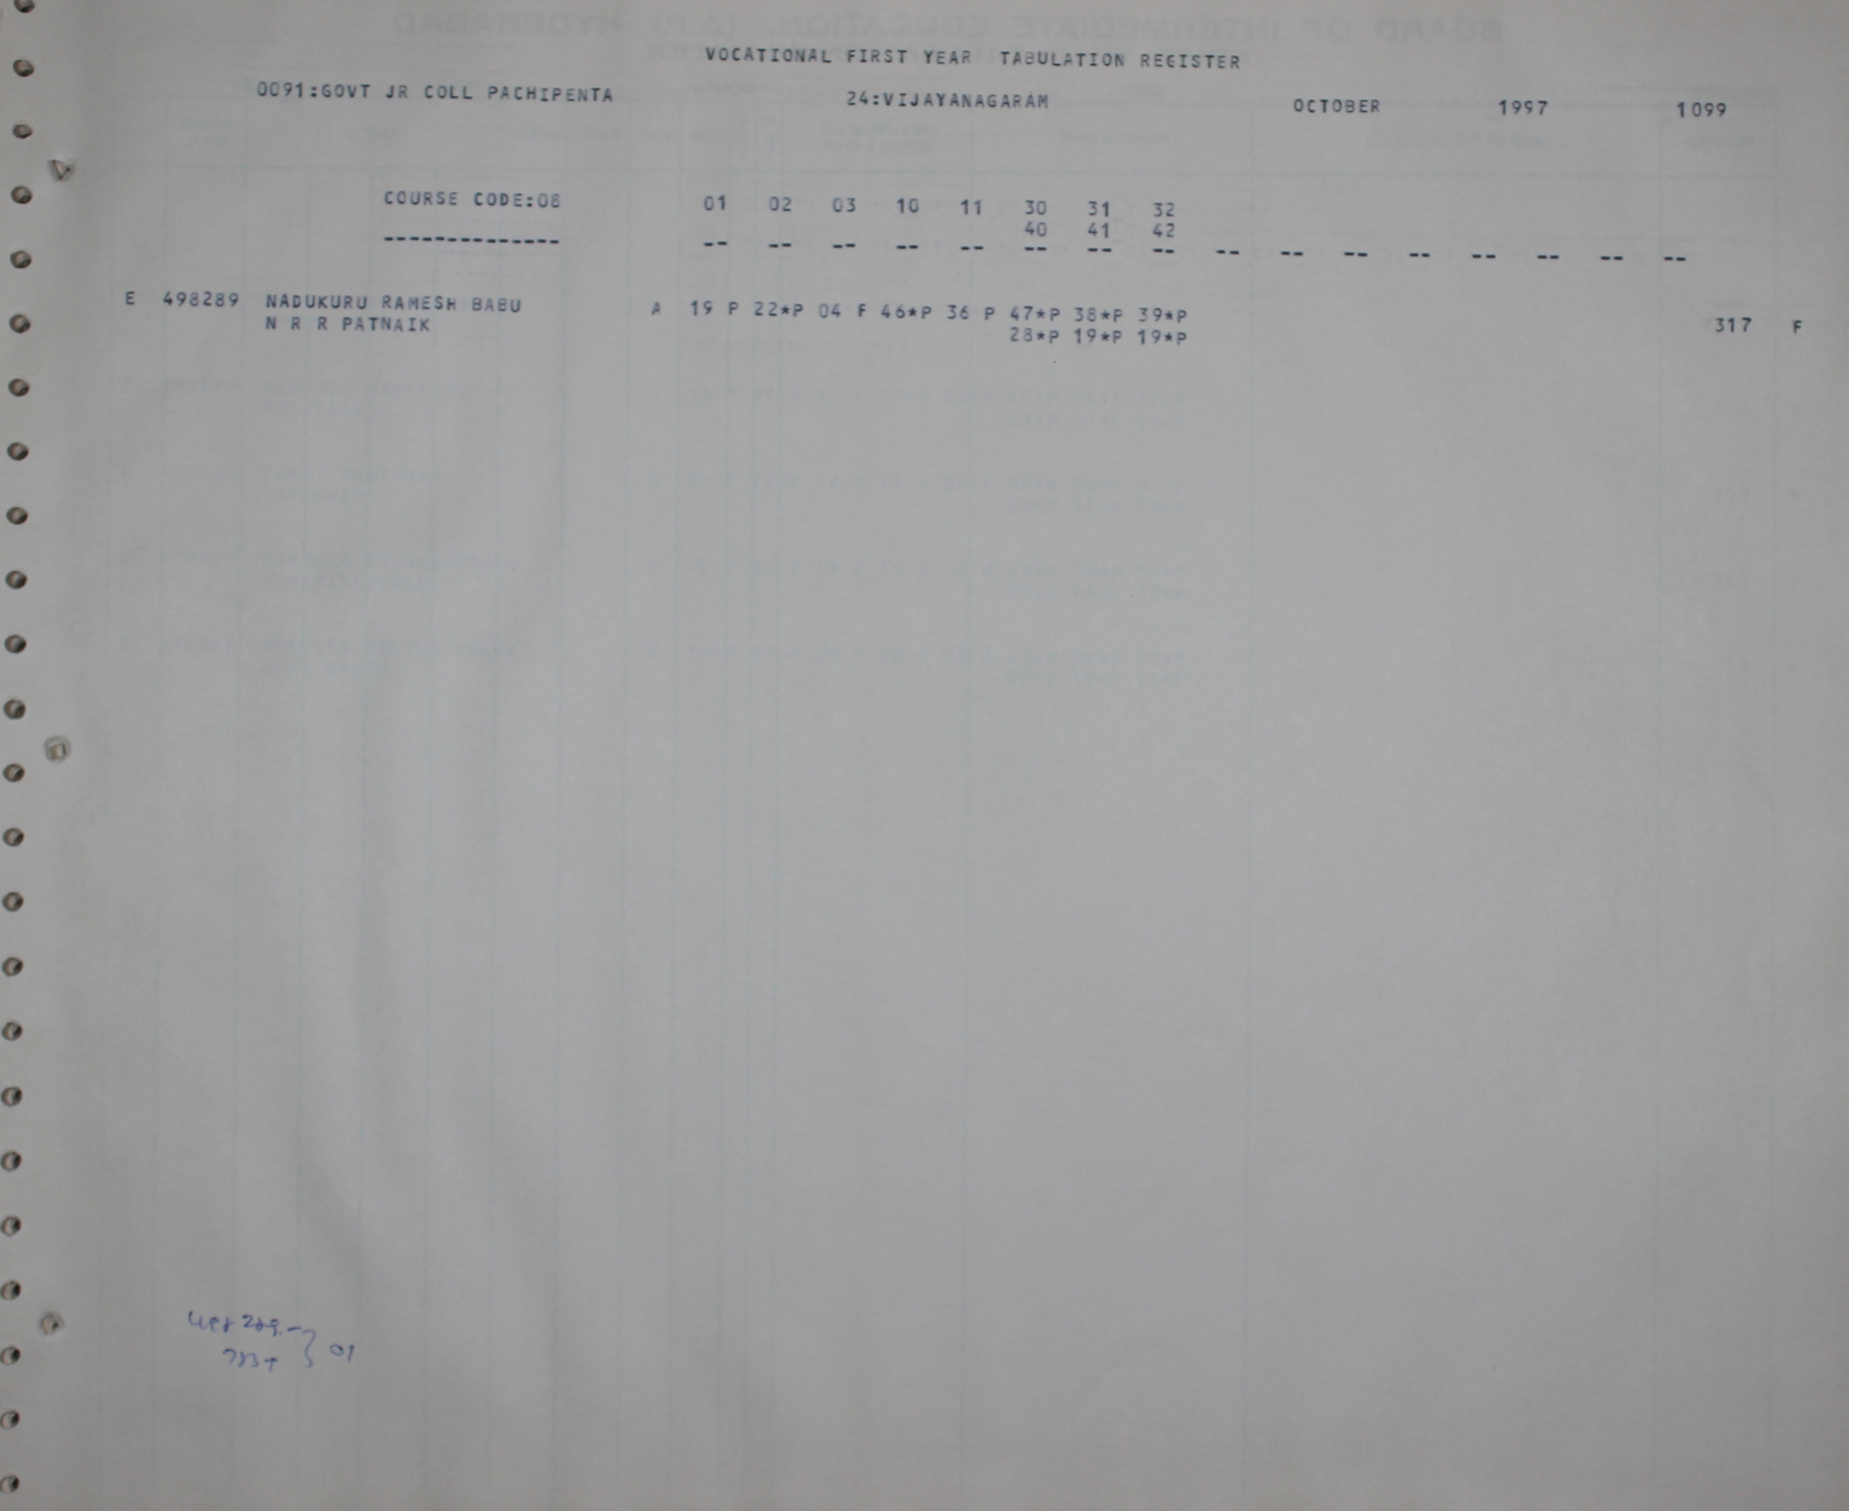 VOCATIONAL FIRST YEAR TABULATION REGISTER
0091:GOVT JR COLL PACHIPENTA 24:VIJAYANAGARAM OCTOBER 1997 1099
COURSE CODE:08 01 02 03 10 11 30 31 32
40 41 42
-------------- -- -- -- -- -- -- -- -- -- -- -- -- -- -- -- --
E 498289 NADUKURU RAMESH BABU A 19 P 22*P 04 F 46*P 36 P 47*P 38*P 39*P
N R R PATNAIK 28*P 19*P 19*P 317 F
01